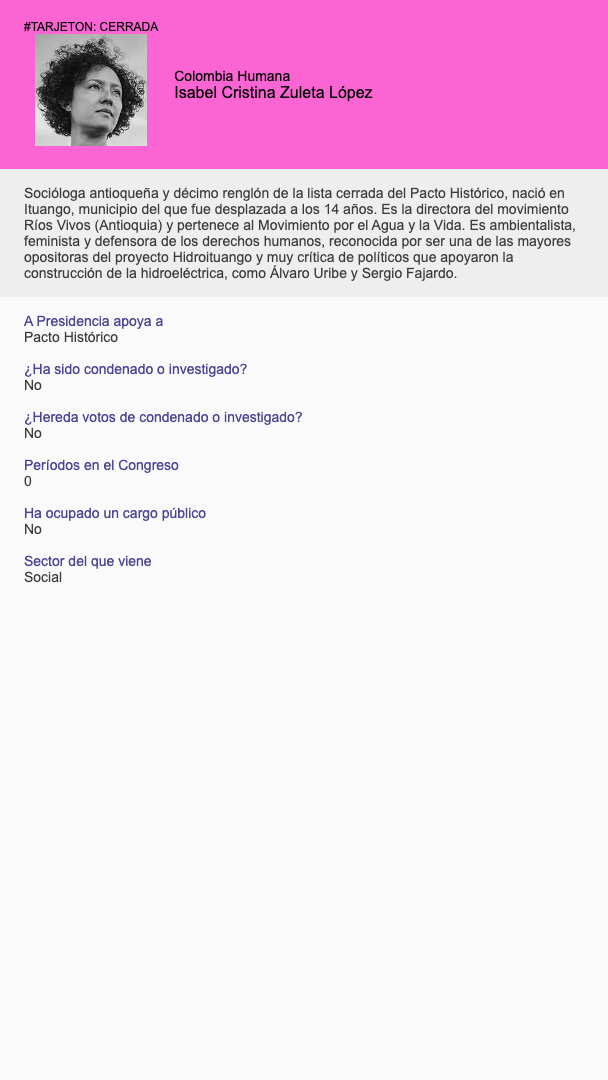 #TARJETON: CERRADA
Colombia Humana
Isabel Cristina Zuleta López
Socióloga antioqueña y décimo renglón de la lista cerrada del Pacto Histórico, nació en
Ituango, municipio del que fue desplazada a los 14 años. Es la directora del movimiento
Ríos Vivos (Antioquia) y pertenece al Movimiento por el Agua y la Vida. Es ambientalista,
feminista y defensora de los derechos humanos, reconocida por ser una de las mayores
opositoras del proyecto Hidroituango y muy crítica de políticos que apoyaron la
construcción de la hidroeléctrica, como Álvaro Uribe y Sergio Fajardo.
A Presidencia apoya a
Pacto Histórico
¿Ha sido condenado o investigado?
No
¿Hereda votos de condenado o investigado?
No
Períodos en el Congreso
0
Ha ocupado un cargo público
No
Sector del que viene
Social